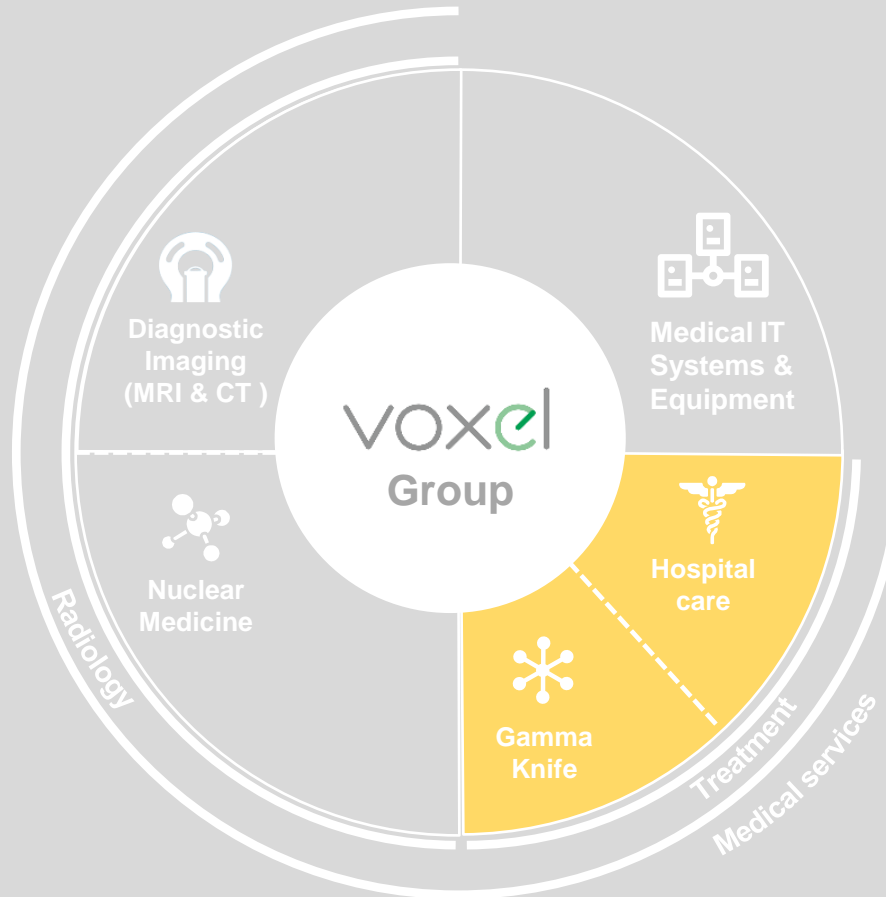 Diagnostic
Imaging
(MRI & CT )
Medical IT
Systems &
Equipment
voxel
Group
Nuclear
Medicine
Hospital
care
Gamma
Knife
Radiology
Treatment
Medical services